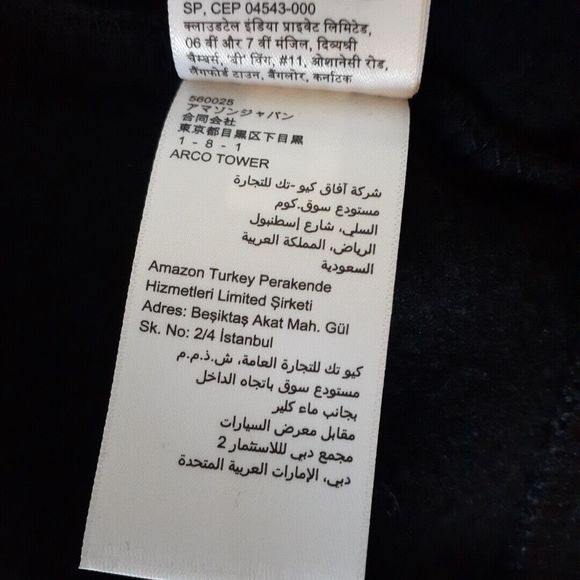 SP, CEP 04543-000
क्लाउडटेल इंडिया प्राइवेट लिमिटेड,
06 वीं और 7 वीं मंजिल, दिव्यश्री
चैम्बर्स, 'बी' विंग, #11, ओशानेसी रोड,
लैंगफोर्ड टाउन, बैंगलोर, कर्नाटक
560025
アマゾンジャパン
合同会社
東京都目黒区下目黒
1 - 8 - 1
ARCO TOWER
شركة آفاق كيو -تك للتجارة
مستودع سوق.كوم
السلي، شارع إسطنبول
الرياض، المملكة العربية
السعودية
Amazon Turkey Perakende
Hizmetleri Limited Şirketi
Adres: Beşiktaş Akat Mah. Gül
Sk. No: 2/4 İstanbul
كيو تك للتجارة العامة، ش.ذ.م.م
مستودع سوق باتجاه الداخل
بجانب ماء كلير
مقابل معرض السيارات
مجمع دبي لللاستثمار 2
دبي، الإمارات العربية المتحدة